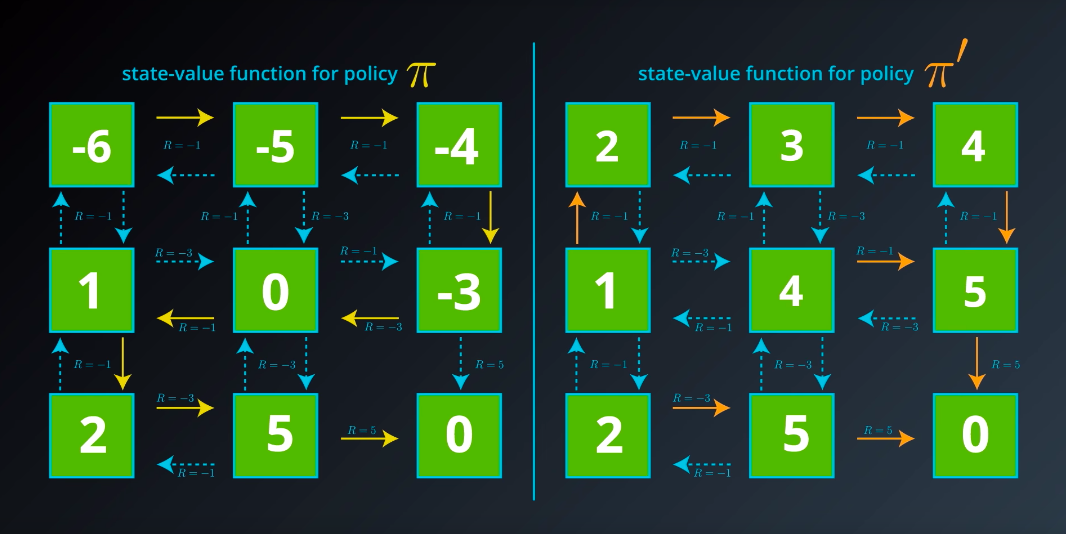 state-value function for policy π
-6 R = −1 -5 R = −1 -4
R = −1 R = −1 R = −3 R = −1
R = −3 R = −1
1 0 -3
R = −1 R = −3
R = −1 R = −3 R = 5
R = −3
2 5 R = 5 0
R = −1
state-value function for policy π′
2 R = −1 3 R = −1 4
R = −1 R = −1 R = −3 R = −1
R = −3 R = −1
1 4 5
R = −1 R = −3
R = −1 R = −3 R = 5
R = −3
2 5 R = 5 0
R = −1